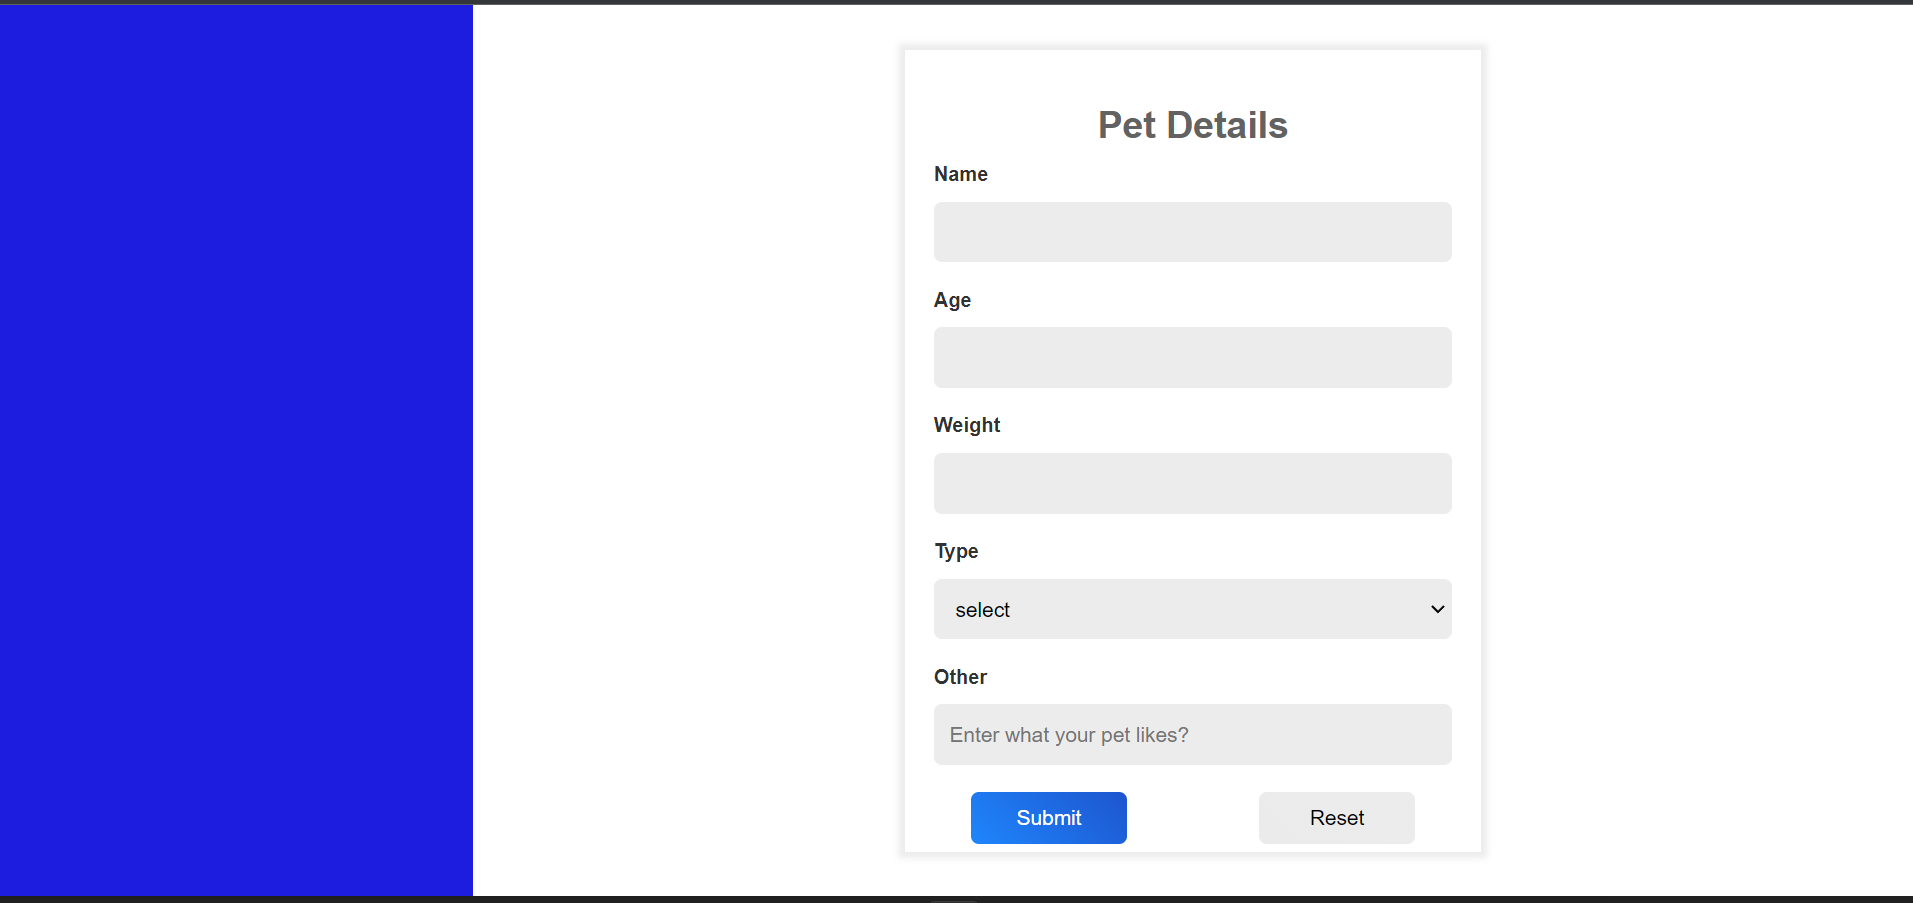 Pet Details
Name
Age
Weight
Type
select
Other
Enter what your pet likes?
Submit
Reset